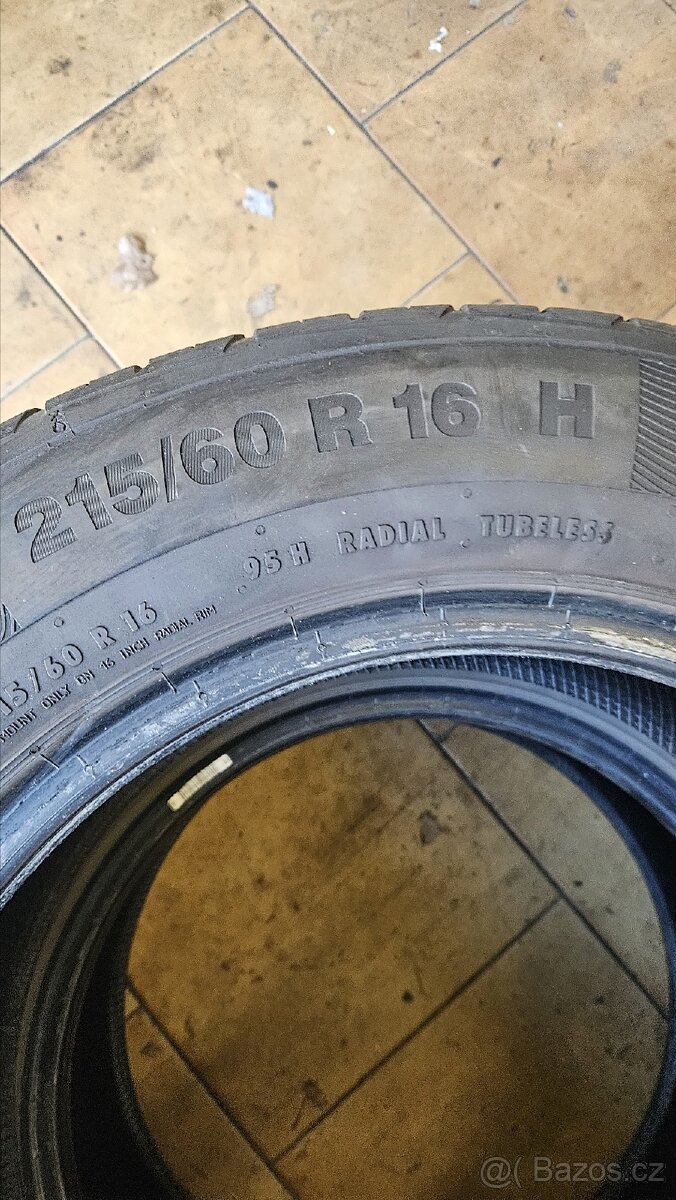 215/60 R 16 H
95 H RADIAL TUBELESS
15/60 R 16
MOUNT ONLY ON 16 INCH RADIAL RIM
@( Bazos.cz